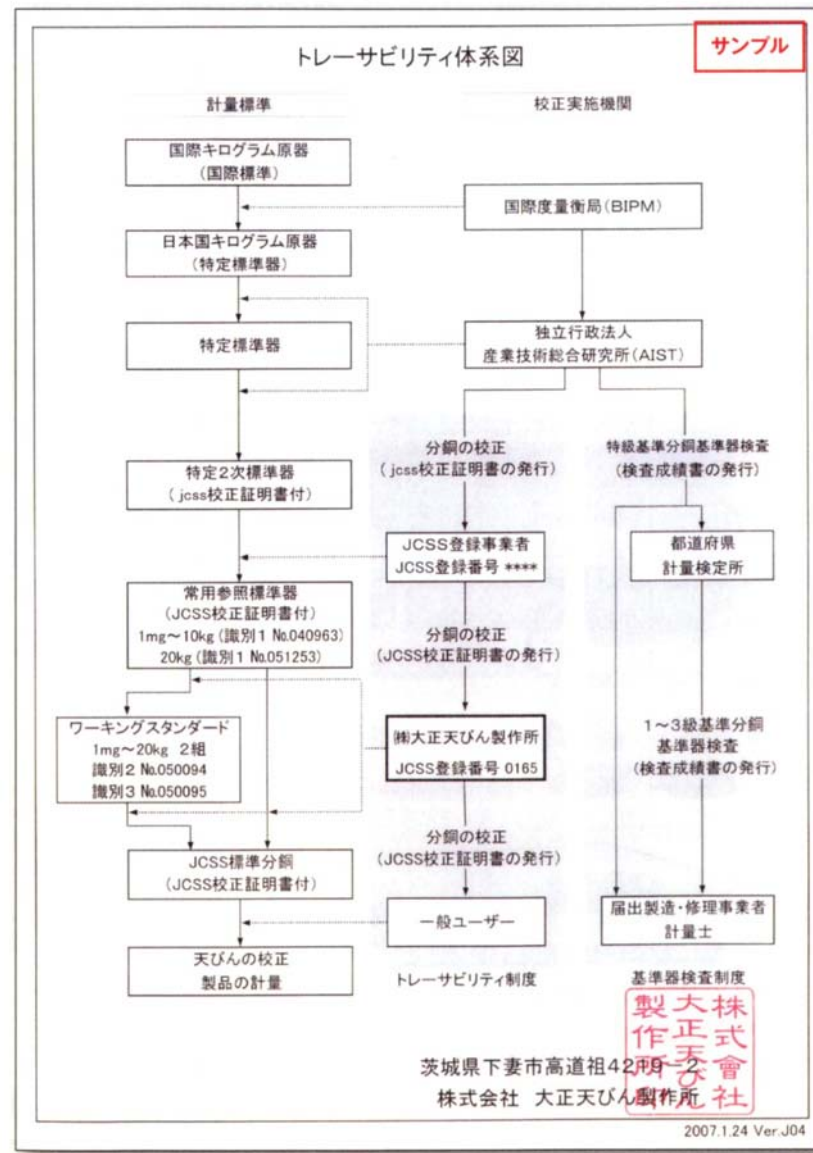 サンプル
トレーサビリティ体系図
計量標準
校正実施機関
国際キログラム原器
(国際標準)
国際度量衡局(BIPM)
日本国キログラム原器
(特定標準器)
特定標準器
独立行政法人
産業技術総合研究所(AIST)
分銅の校正
(jcss校正証明書の発行)
特級基準分銅基準器検査
(検査成績書の発行)
特定2次標準器
(jcss校正証明書付)
JCSS登録事業者
JCSS登録番号 ****
都道府県
計量検定所
常用参照標準器
(JCSS校正証明書付)
1mg~10kg(識別1 №040963)
20kg(識別1 №051253)
分銅の校正
(JCSS校正証明書の発行)
ワーキングスタンダード
1mg~20kg 2組
識別2 №050094
識別3 №050095
㈱大正天びん製作所
JCSS登録番号 0165
1~3級基準分銅
基準器検査
(検査成績書の発行)
分銅の校正
(JCSS校正証明書の発行)
JCSS標準分銅
(JCSS校正証明書付)
一般ユーザー
届出製造・修理事業者
計量士
天びんの校正
製品の計量
トレーサビリティ制度
基準器検査制度
株式會社
大正天びん
製作所印
茨城県下妻市高道祖4219-2
株式会社 大正天びん製作所
2007.1.24 Ver.J04